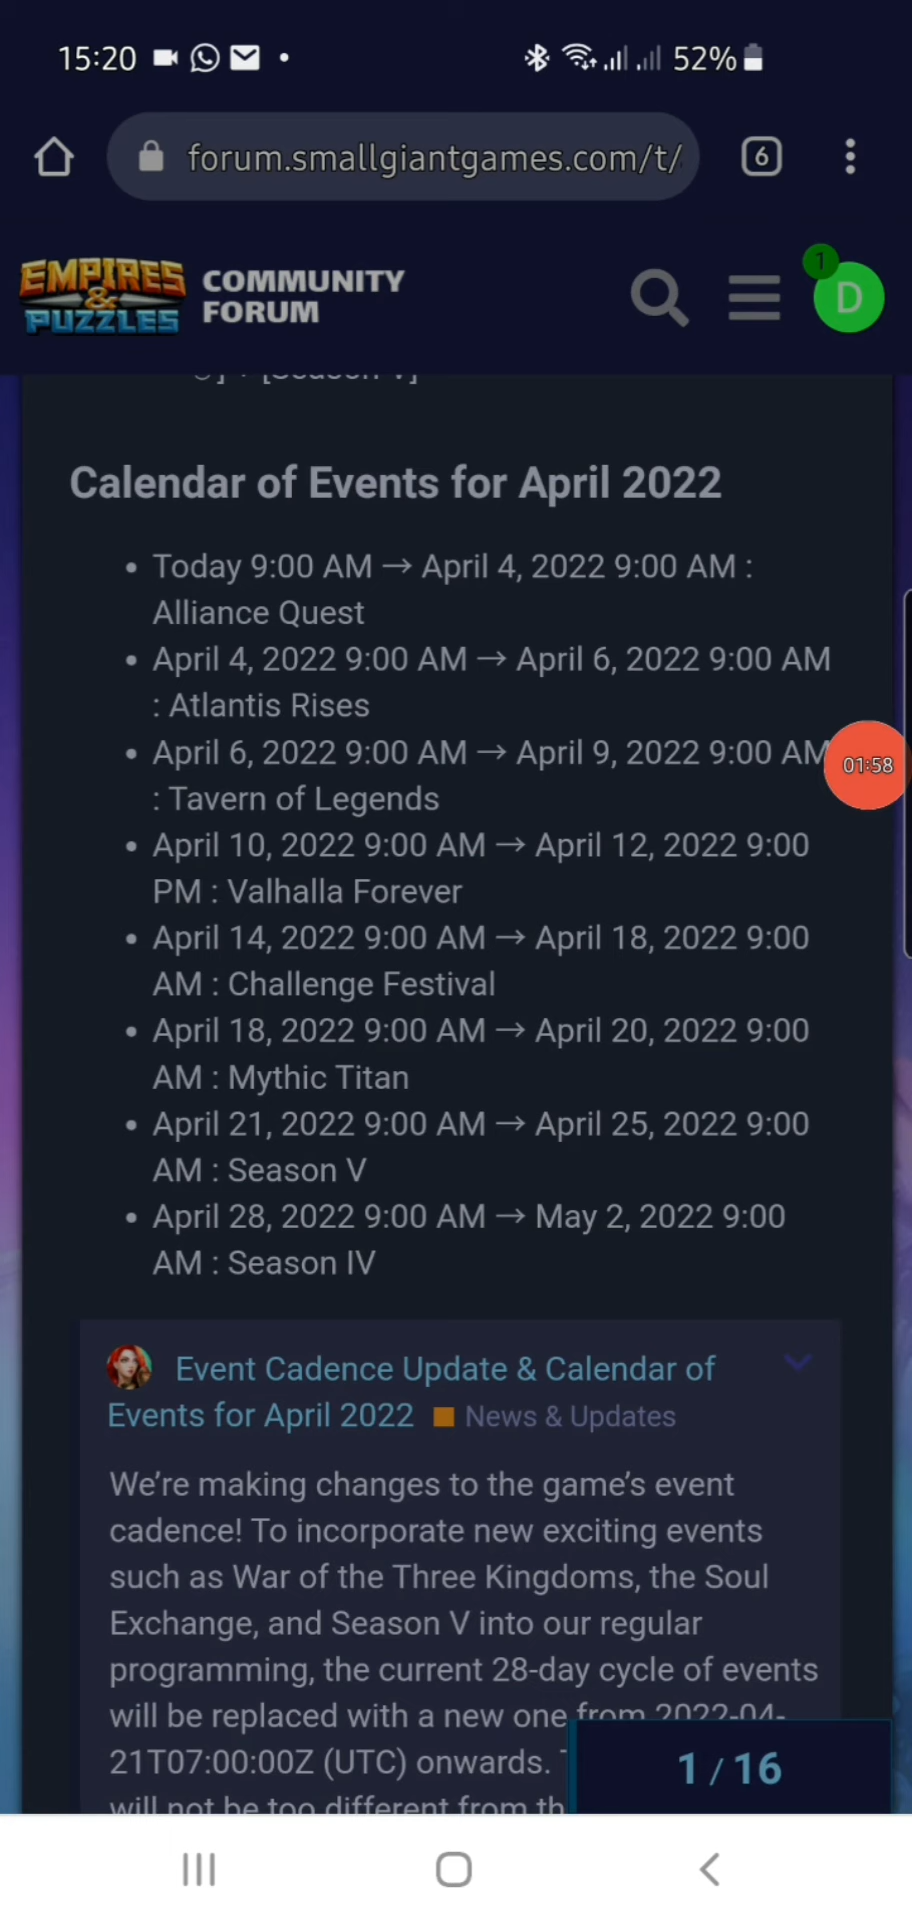 15:20 52%
forum.smallgiantgames.com/t/ 6
EMPIRES & PUZZLES COMMUNITY FORUM 1 D
[Season V]
Calendar of Events for April 2022
• Today 9:00 AM → April 4, 2022 9:00 AM :
Alliance Quest
• April 4, 2022 9:00 AM → April 6, 2022 9:00 AM
: Atlantis Rises
• April 6, 2022 9:00 AM → April 9, 2022 9:00 AM
01:58
: Tavern of Legends
• April 10, 2022 9:00 AM → April 12, 2022 9:00
PM : Valhalla Forever
• April 14, 2022 9:00 AM → April 18, 2022 9:00
AM : Challenge Festival
• April 18, 2022 9:00 AM → April 20, 2022 9:00
AM : Mythic Titan
• April 21, 2022 9:00 AM → April 25, 2022 9:00
AM : Season V
• April 28, 2022 9:00 AM → May 2, 2022 9:00
AM : Season IV
Event Cadence Update & Calendar of
Events for April 2022 News & Updates
We're making changes to the game's event
cadence! To incorporate new exciting events
such as War of the Three Kingdoms, the Soul
Exchange, and Season V into our regular
programming, the current 28-day cycle of events
will be replaced with a new one from 2022-04-
21T07:00:00Z (UTC) onwards.
will not be too different from th
1 / 16